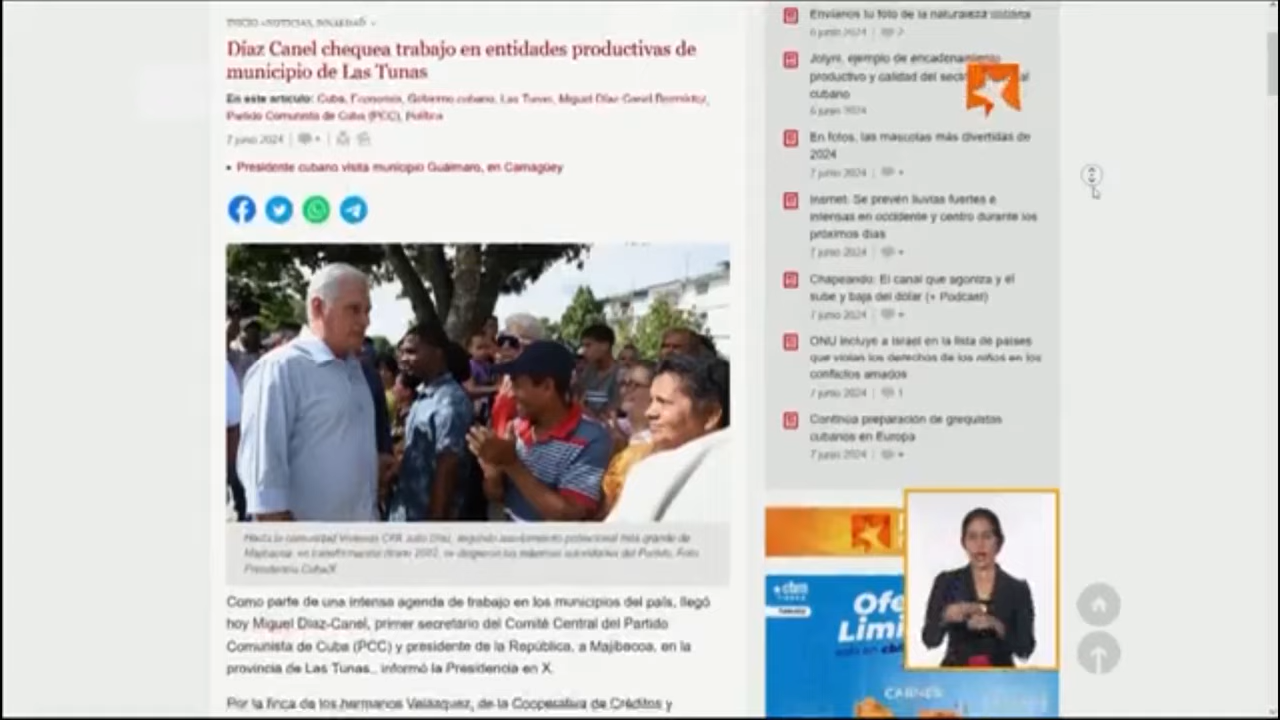 INICIO
NOTICIAS, SOCIEDAD
Díaz Canel chequea trabajo en entidades productivas de
municipio de Las Tunas
En este artículo: Cuba, Economía, Gobierno cubano, Las Tunas, Miguel Díaz-Canel Bermúdez,
Partido Comunista de Cuba (PCC), Política
7 junio 2024
Presidente cubano visita municipio Guáimaro, en Camagüey
Presidencia Cuba/X
Como parte de una intensa agenda de trabajo en los municipios del país, llegó
hoy Miguel Díaz-Canel, primer secretario del Comité Central del Partido
Comunista de Cuba (PCC) y presidente de la República, a Majibacoa, en la
provincia de Las Tunas., informó la Presidencia en X.
Por la finca de los hermanos Velázquez, de la Cooperativa de Créditos y
Envíanos tu foto de la naturaleza cubana
6 junio 2024 | 2
Jolyni, ejemplo de encadenamiento
productivo y calidad del
cubano
6 junio 2024
En fotos, las mascotas más divertidas de
2024
7 junio 2024
Insmet: Se prevén lluvias fuertes e
intensas en occidente y centro durante los
próximos días
7 junio 2024
Chapeando: El canal que agoniza y el
sube y baja del dólar (+ Podcast)
7 junio 2024
ONU incluye a Israel en la lista de países
que violan los derechos de los niños en los
conflictos armados
7 junio 2024 | 1
Continúa preparación de grequistas
cubanos en Europa
7 junio 2024
Ofe
Limi
CARNES